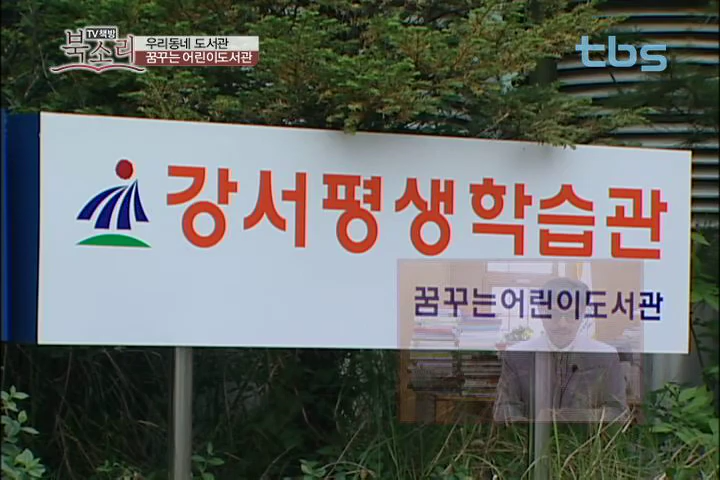 TV책방
북소리
우리동네 도서관
꿈꾸는 어린이도서관
tbs
강서평생학습관
꿈꾸는어린이도서관